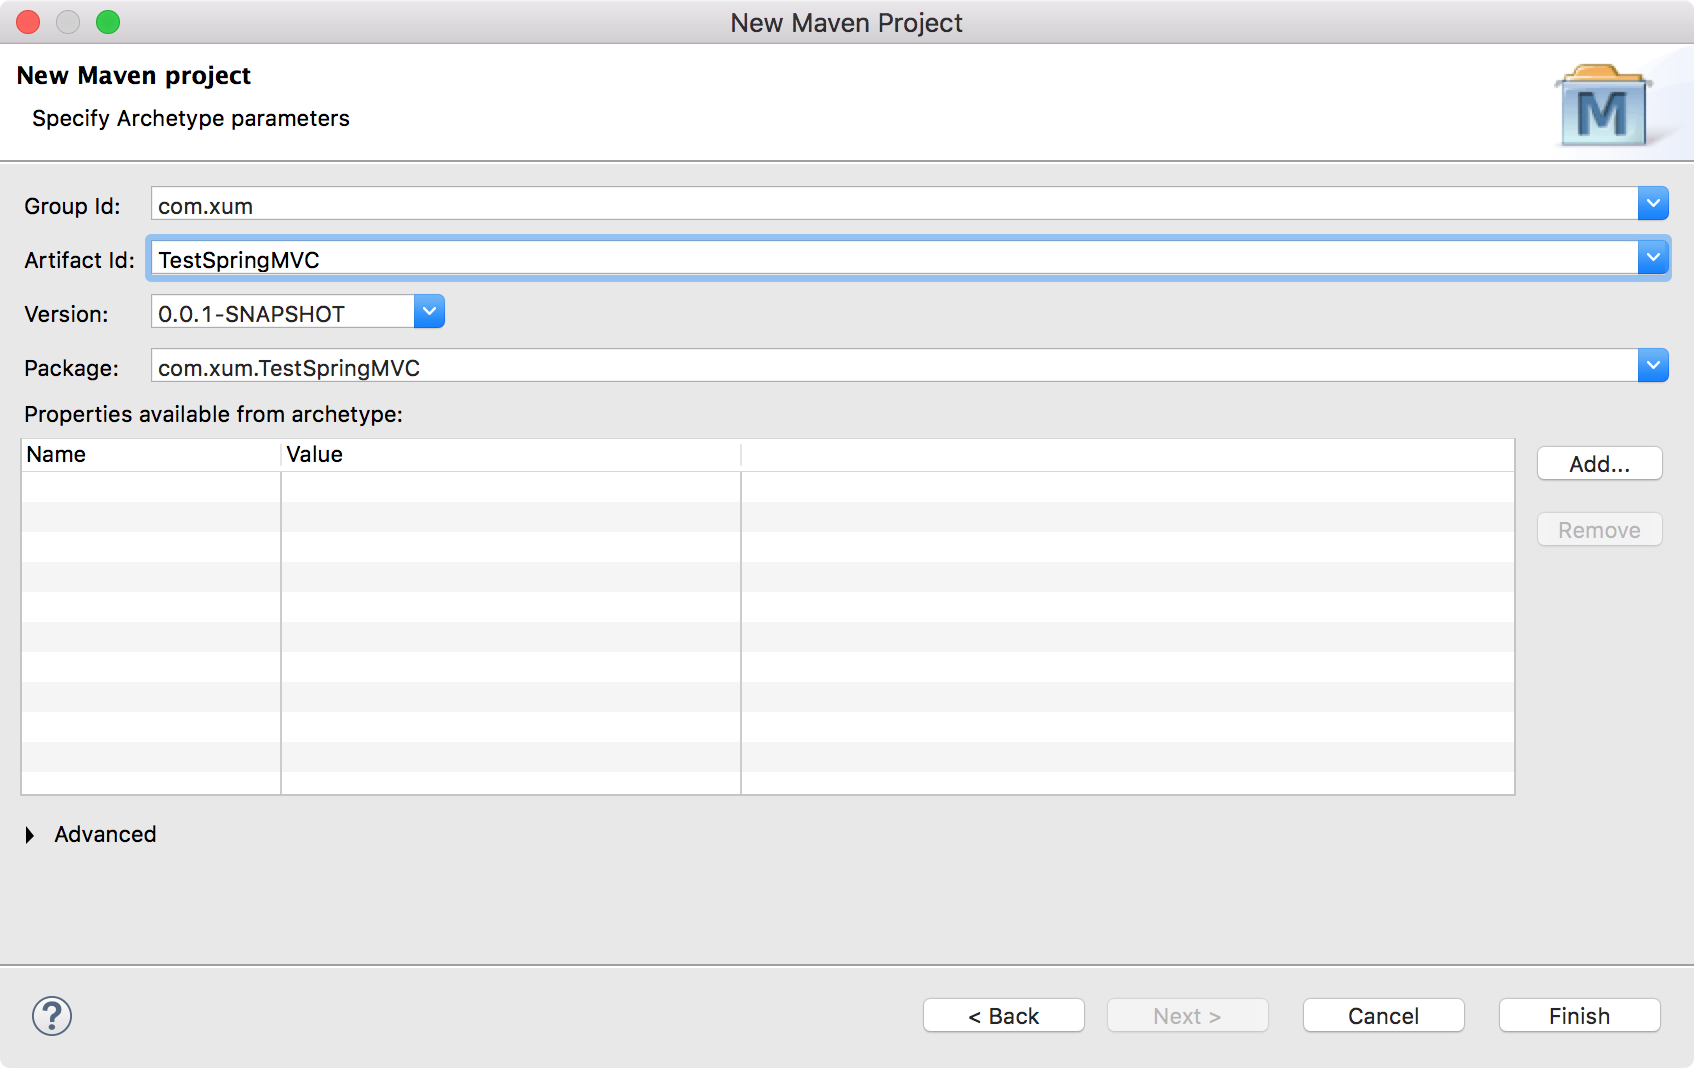 New Maven Project
New Maven project
Specify Archetype parameters
M
Group Id: com.xum
Artifact Id: TestSpringMVC
Version: 0.0.1-SNAPSHOT
Package: com.xum.TestSpringMVC
Properties available from archetype:
Name Value
Add...
Remove
Advanced
? < Back Next > Cancel Finish